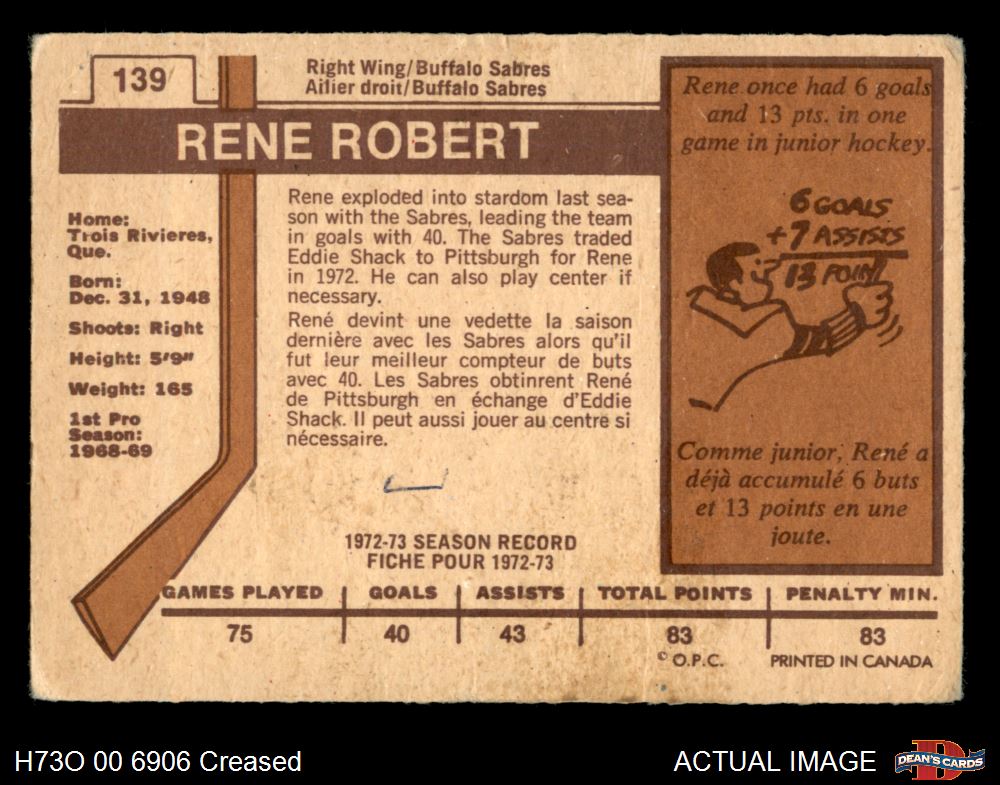 139
Right Wing/Buffalo Sabres
Ailier droit/Buffalo Sabres
RENE ROBERT
Home:
Trois Rivieres,
Que.
Born:
Dec. 31, 1948
Shoots: Right
Height: 5'9"
Weight: 165
1st Pro
Season:
1968-69
Rene exploded into stardom last sea-
son with the Sabres, leading the team
in goals with 40. The Sabres traded
Eddie Shack to Pittsburgh for Rene
in 1972. He can also play center if
necessary.
René devint une vedette la saison
dernière avec les Sabres alors qu'il
fut leur meilleur compteur de buts
avec 40. Les Sabres obtinrent René
de Pittsburgh en échange d'Eddie
Shack. Il peut aussi jouer au centre si
nécessaire.
Rene once had 6 goals
and 13 pts. in one
game in junior hockey.
6 GOALS
+7 ASSISTS
13 POINT
Comme junior, René a
déjà accumulé 6 buts
et 13 points en une
joute.
1972-73 SEASON RECORD
FICHE POUR 1972-73
GAMES PLAYED GOALS ASSISTS TOTAL POINTS PENALTY MIN.
75 40 43 83 83
© O.P.C. PRINTED IN CANADA
H73O 00 6906 Creased
ACTUAL IMAGE
D
DEAN'S CARDS